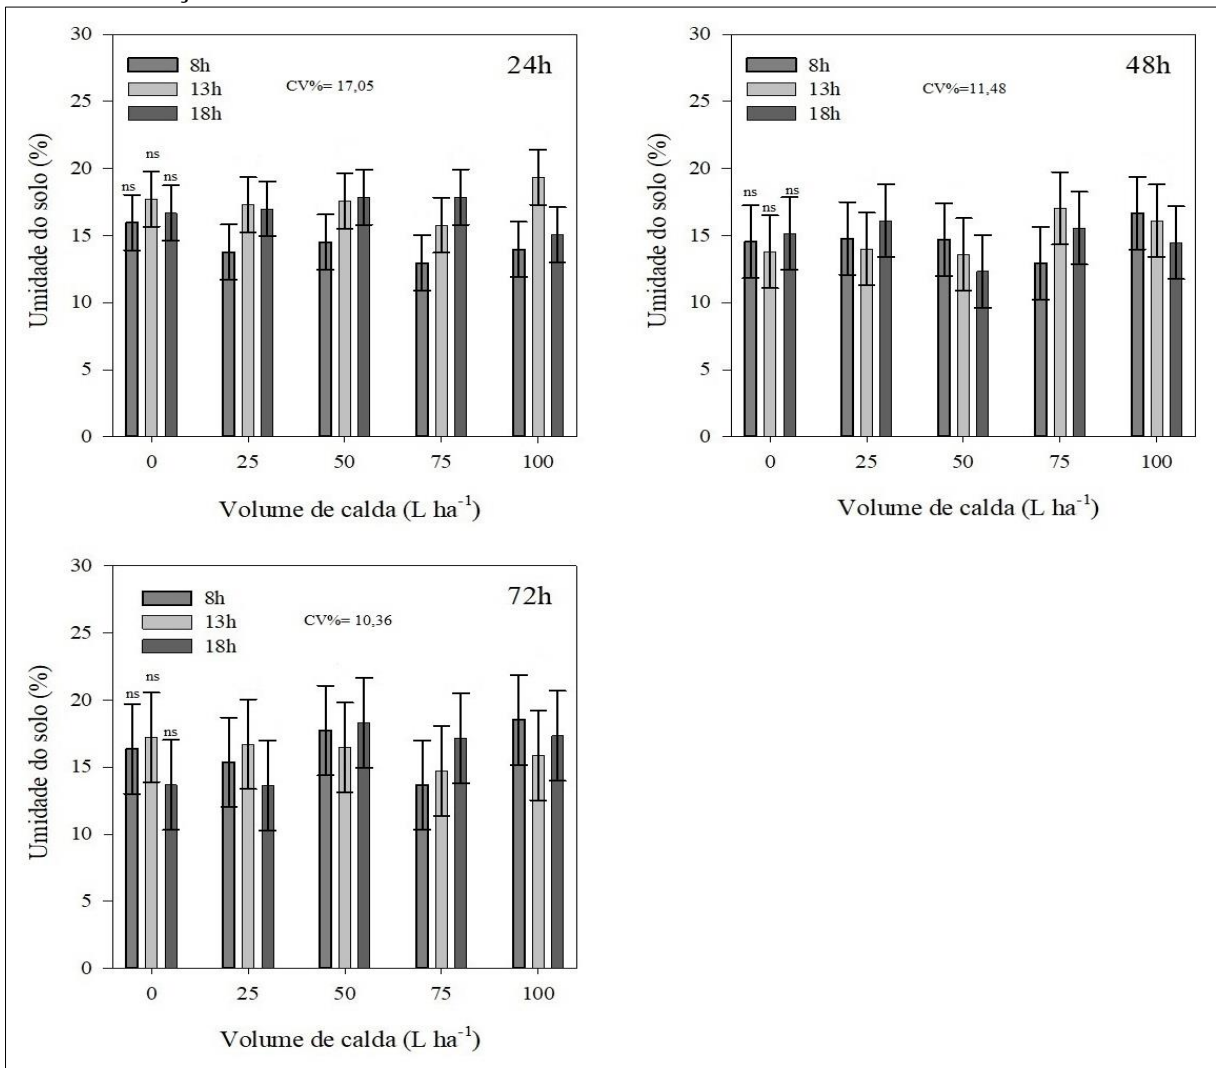 30
25
20
15
10
5
0
Umidade do solo (%)
8h
13h
18h
CV%= 17,05
24h
ns
ns
ns
0 25 50 75 100
Volume de calda (L ha⁻¹)
30
25
20
15
10
5
0
Umidade do solo (%)
8h
13h
18h
CV%=11,48
48h
ns
ns
ns
0 25 50 75 100
Volume de calda (L ha⁻¹)
30
25
20
15
10
5
0
Umidade do solo (%)
8h
13h
18h
CV%= 10,36
72h
ns
ns
ns
0 25 50 75 100
Volume de calda (L ha⁻¹)